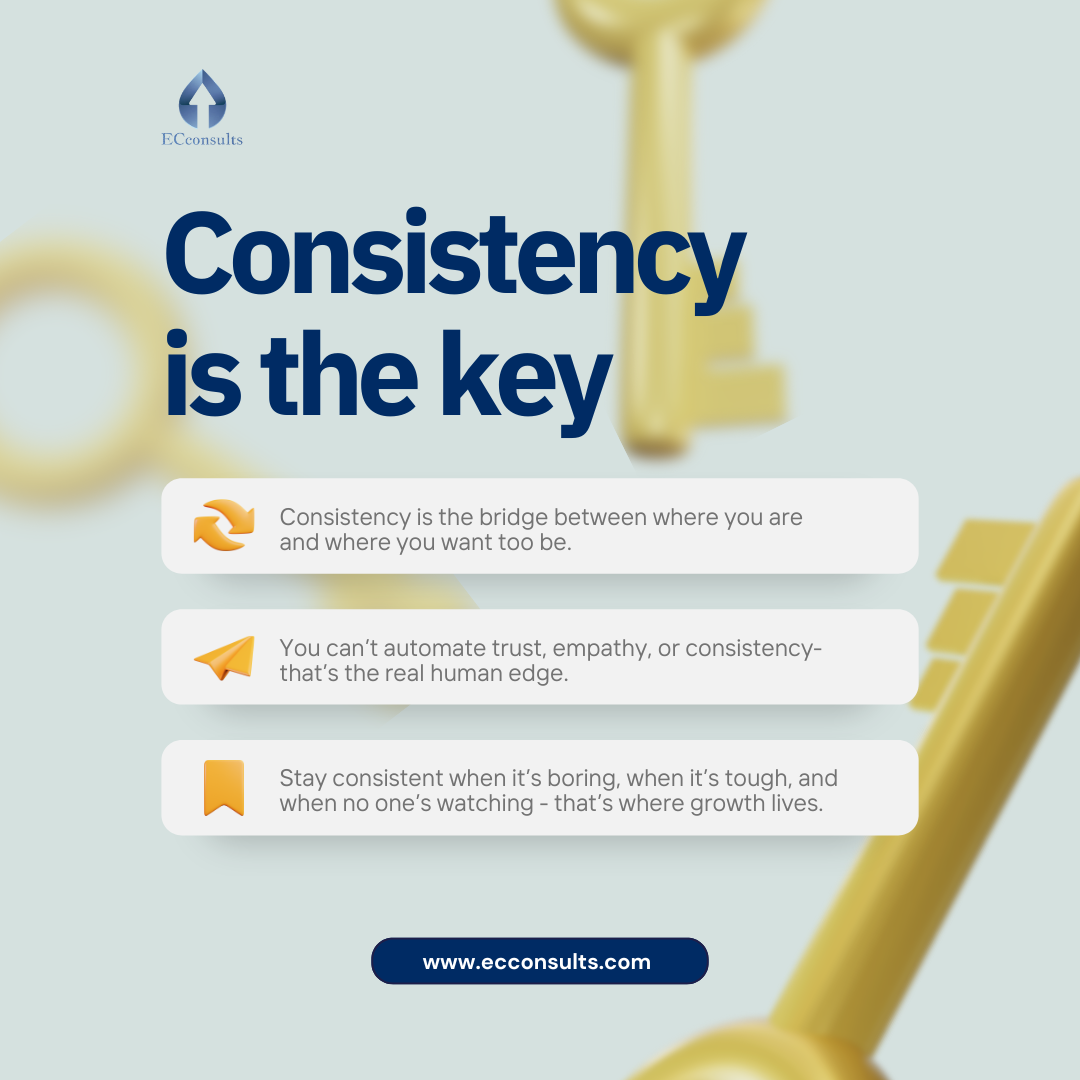 ECconsults
Consistency
is the key
Consistency is the bridge between where you are
and where you want too be.
You can’t automate trust, empathy, or consistency-
that’s the real human edge.
Stay consistent when it’s boring, when it’s tough, and
when no one’s watching - that’s where growth lives.
www.ecconsults.com